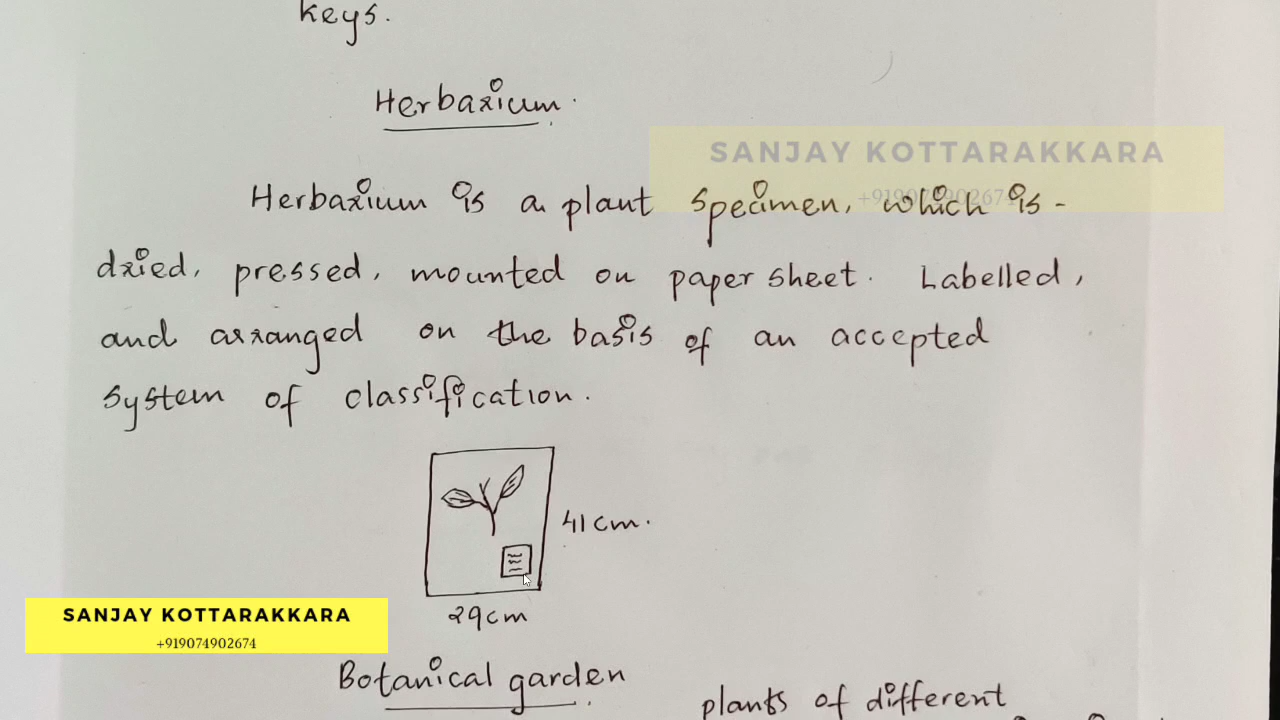 keys.
Herbarium.
SANJAY KOTTARAKKARA
+919074902674
Herbarium is a plant specimen, which is -
dried, pressed, mounted on paper sheet. Labelled,
and arranged on the basis of an accepted
system of classification.
41cm.
29cm
SANJAY KOTTARAKKARA
+919074902674
Botanical garden
plants of different